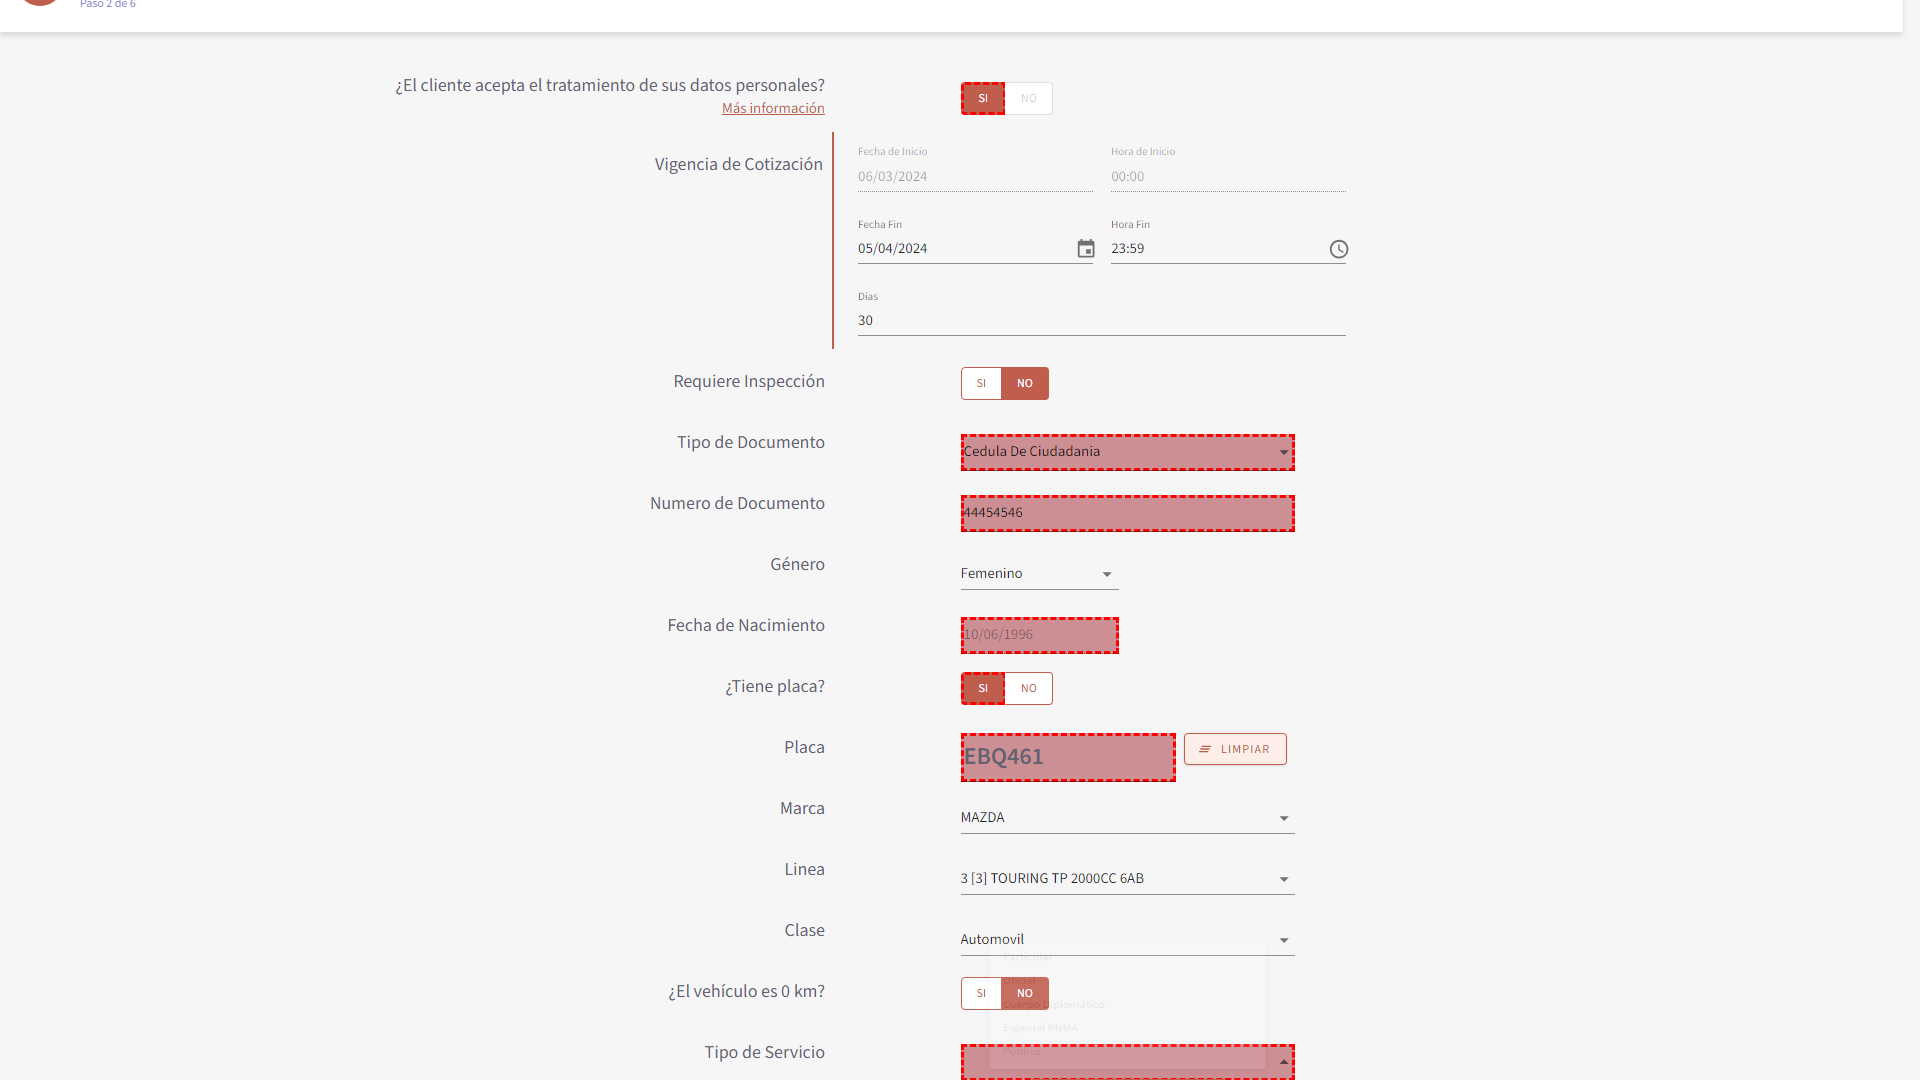 Paso 2 de 6
¿El cliente acepta el tratamiento de sus datos personales?
SI NO
Más información
Vigencia de Cotización
Fecha de Inicio
06/03/2024
Hora de Inicio
00:00
Fecha Fin
05/04/2024
Hora Fin
23:59
Días
30
Requiere Inspección
SI NO
Tipo de Documento
Cedula De Ciudadania
Numero de Documento
44454546
Género
Femenino
Fecha de Nacimiento
10/06/1996
¿Tiene placa?
SI NO
Placa
EBQ461
LIMPIAR
Marca
MAZDA
Linea
3 [3] TOURING TP 2000CC 6AB
Clase
Automovil
Particular
¿El vehículo es 0 km?
SI NO
Oficial
Cuerpo Diplomático
Especial RNMA
Tipo de Servicio
Público